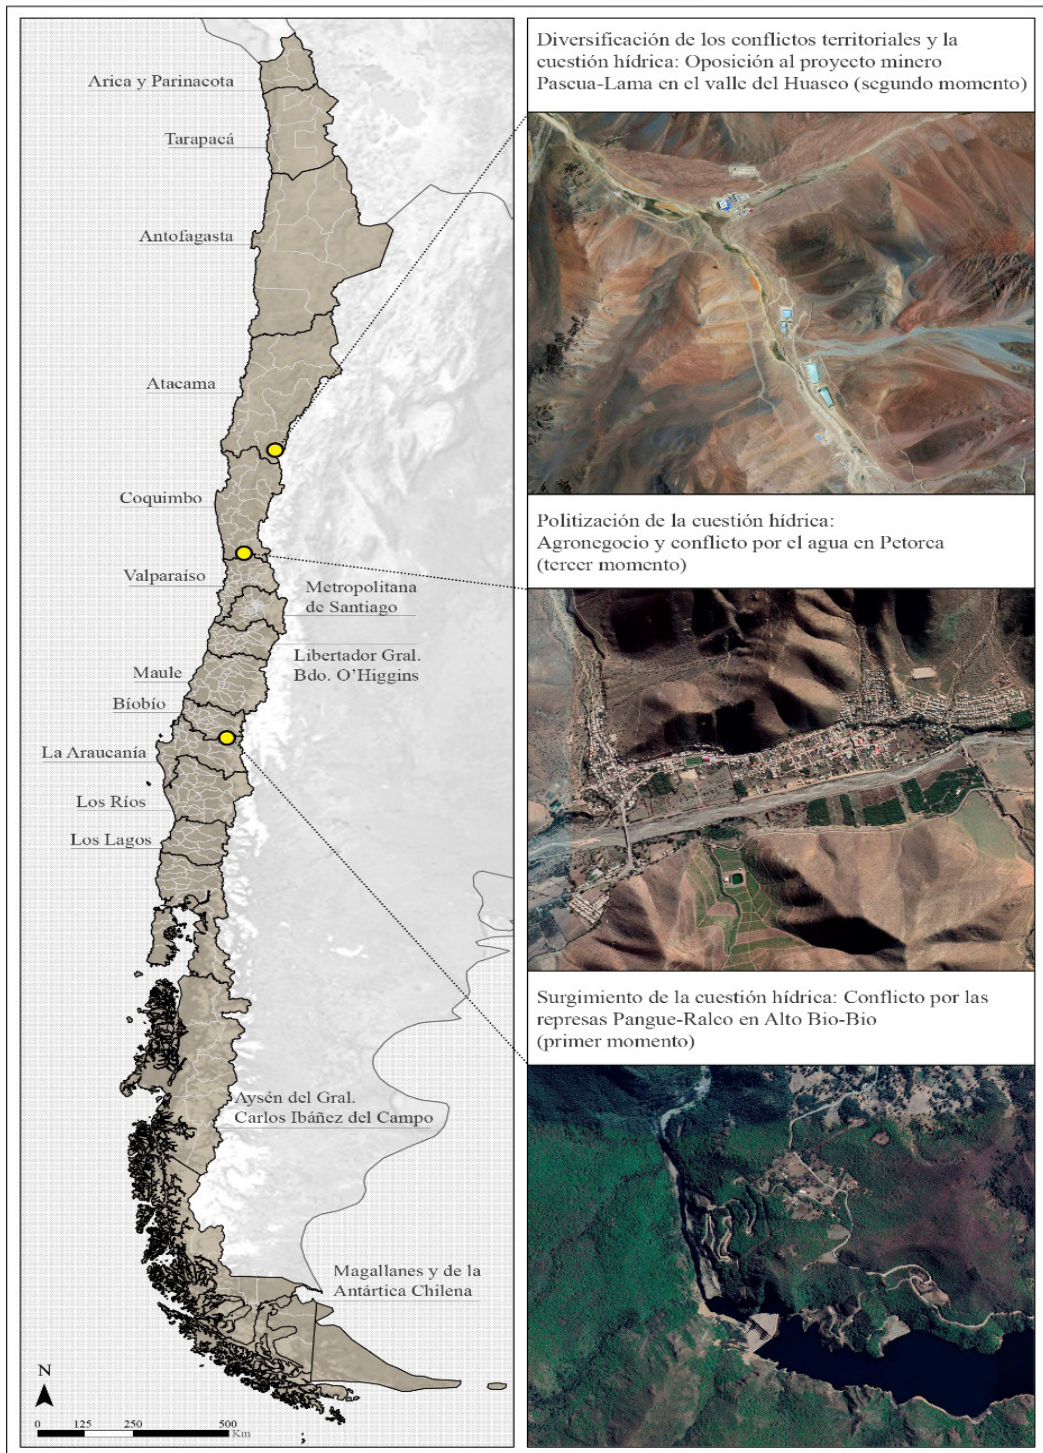 Arica y Parinacota
Tarapacá
Antofagasta
Atacama
Coquimbo
Valparaíso
Metropolitana
de Santiago
Libertador Gral.
Bdo. O'Higgins
Maule
Bíobío
La Araucanía
Los Ríos
Los Lagos
Aysén del Gral.
Carlos Ibáñez del Campo
Magallanes y de la
Antártica Chilena
N
0 125 250 500
Km
Diversificación de los conflictos territoriales y la
cuestión hídrica: Oposición al proyecto minero
Pascua-Lama en el valle del Huasco (segundo momento)
Politización de la cuestión hídrica:
Agronegocio y conflicto por el agua en Petorca
(tercer momento)
Surgimiento de la cuestión hídrica: Conflicto por las
represas Pangue-Ralco en Alto Bio-Bio
(primer momento)